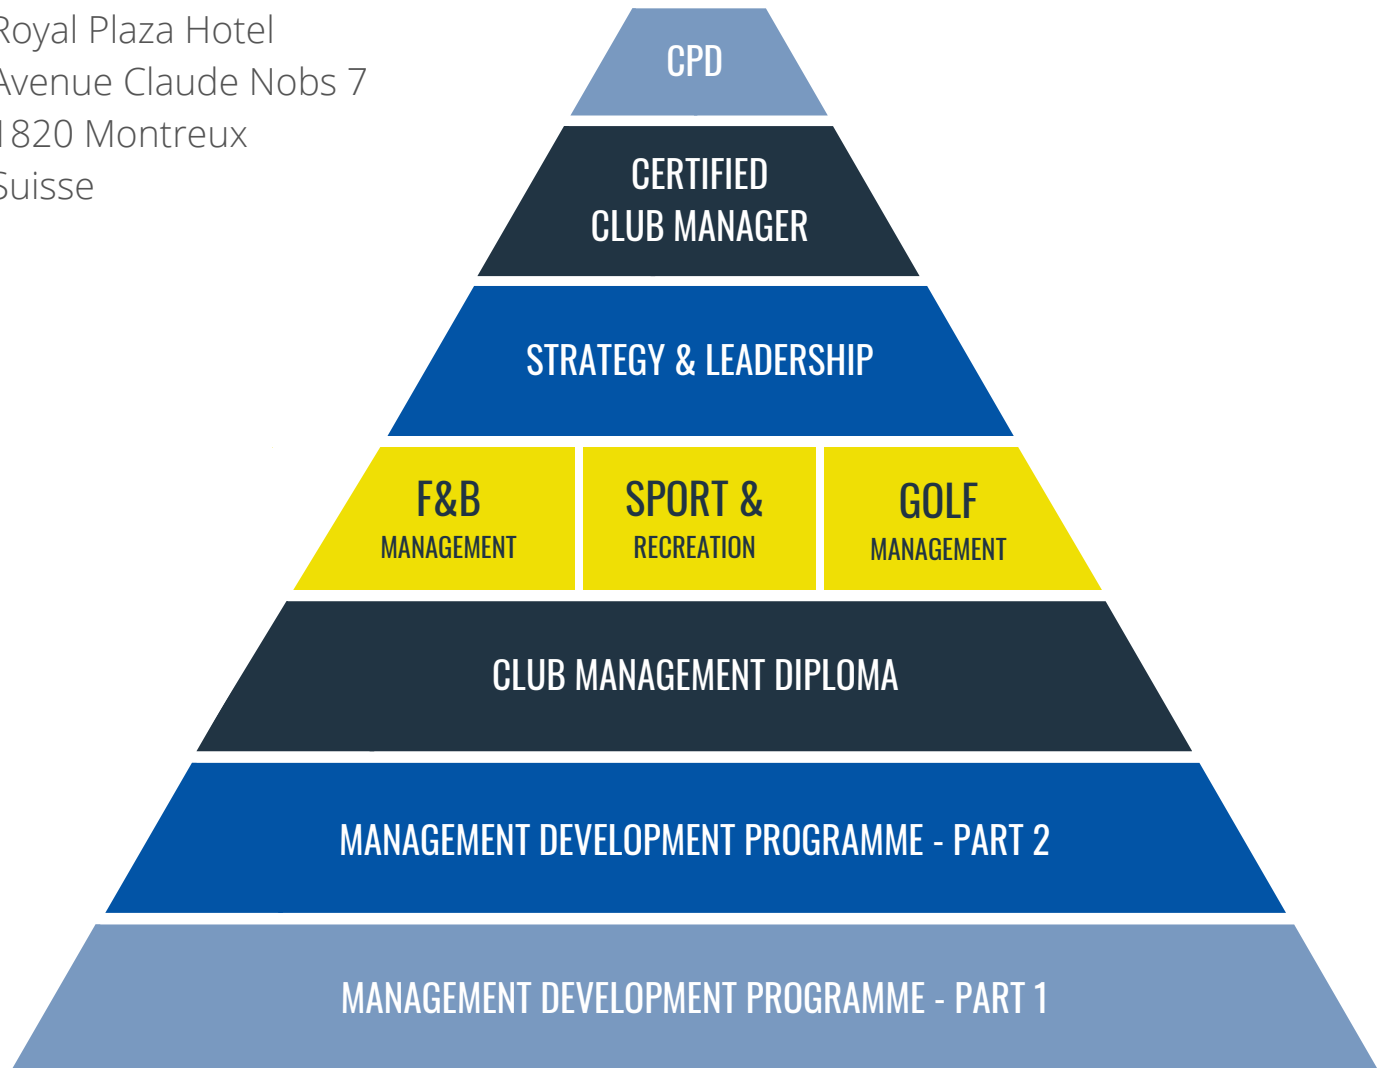 Royal Plaza Hotel
Avenue Claude Nobs 7
1820 Montreux
Suisse
CPD
CERTIFIED
CLUB MANAGER
STRATEGY & LEADERSHIP
F&B
MANAGEMENT
SPORT &
RECREATION
GOLF
MANAGEMENT
CLUB MANAGEMENT DIPLOMA
MANAGEMENT DEVELOPMENT PROGRAMME - PART 2
MANAGEMENT DEVELOPMENT PROGRAMME - PART 1